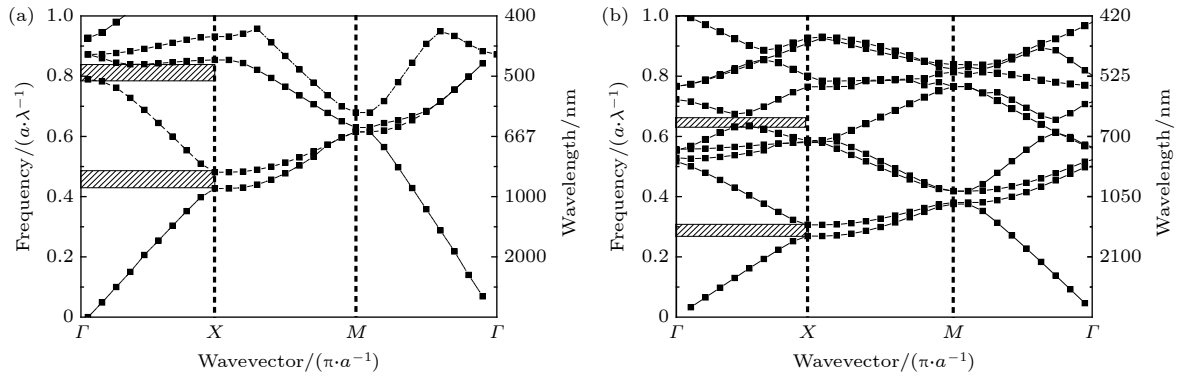 (a)
1.0
0.8
0.6
0.4
0.2
0
Frequency/(a·λ⁻¹)
400
500
667
1000
2000
Wavelength/nm
Γ X M Γ
Wavevector/(π·a⁻¹)
(b)
1.0
0.8
0.6
0.4
0.2
0
Frequency/(a·λ⁻¹)
420
525
700
1050
2100
Wavelength/nm
Γ X M Γ
Wavevector/(π·a⁻¹)